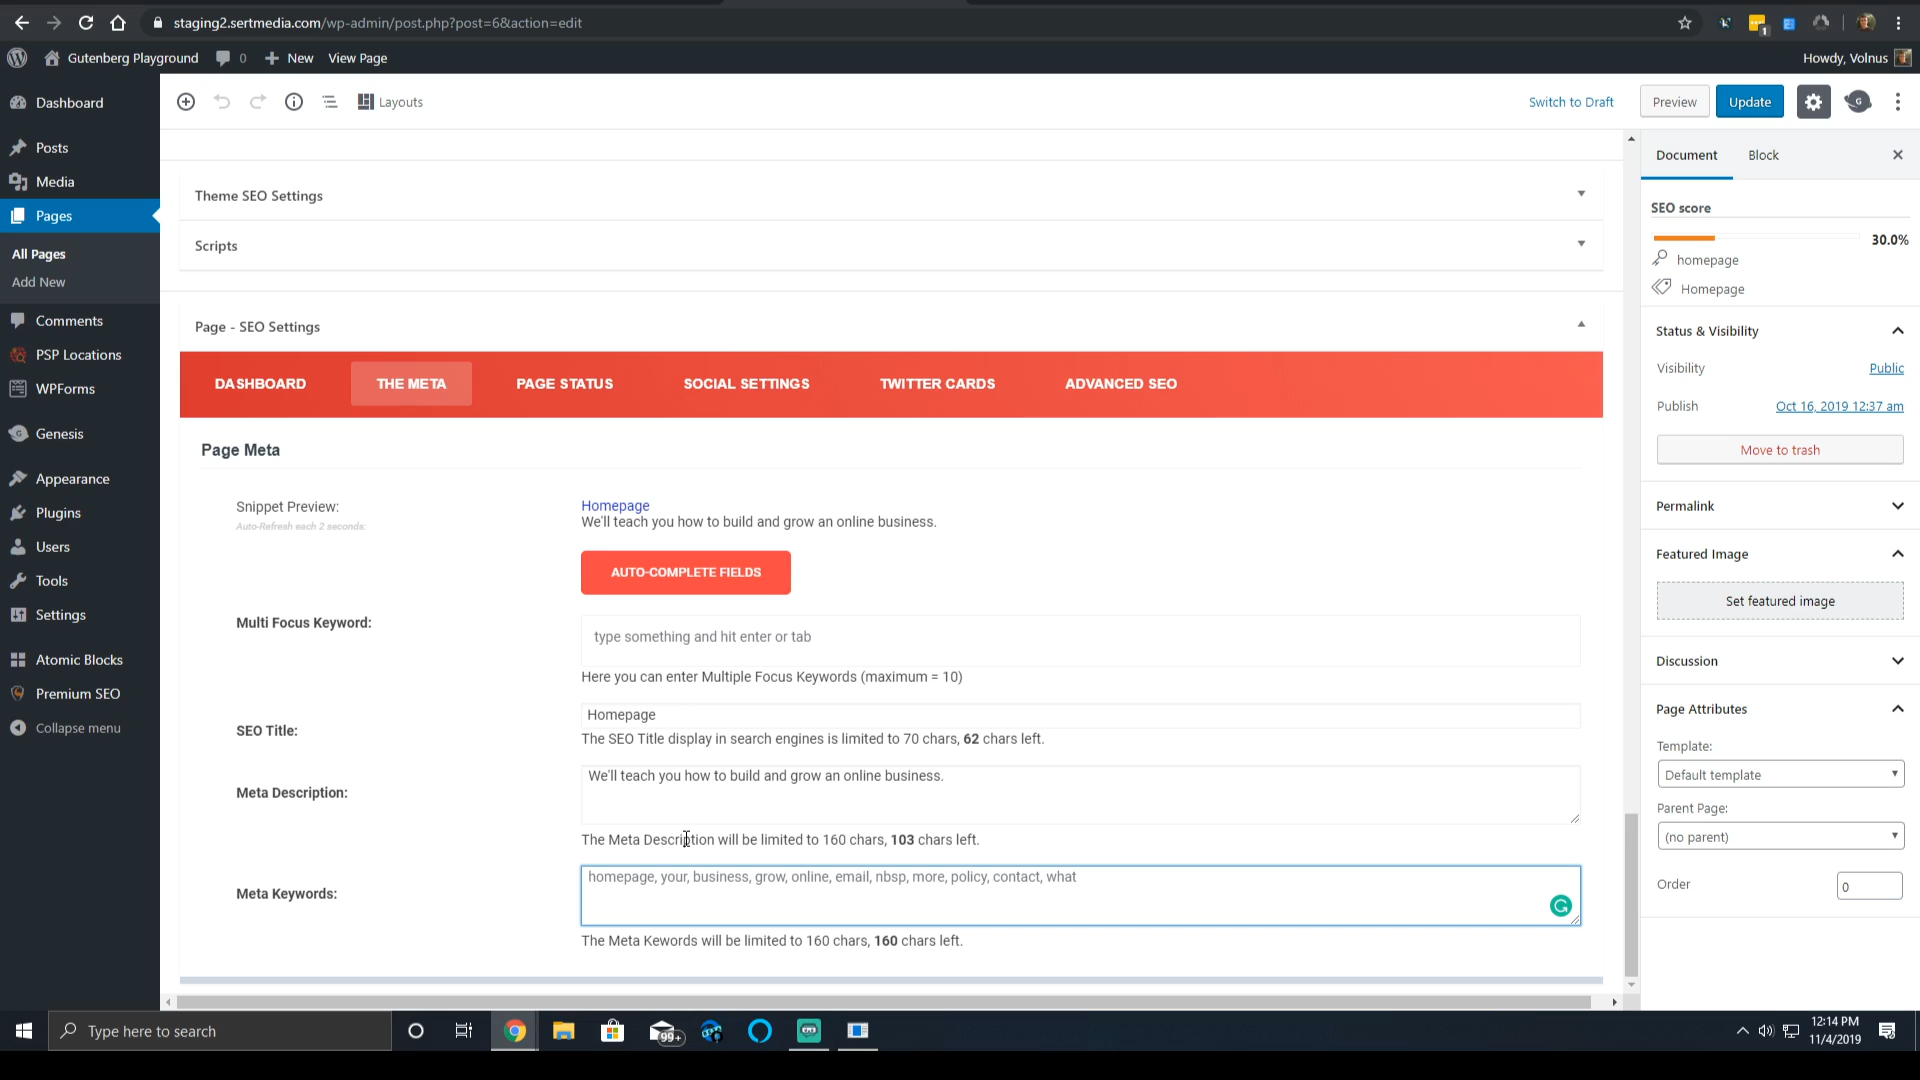 staging2.sertmedia.com/wp-admin/post.php?post=6&action=edit
1
Gutenberg Playground
0
New
View Page
Howdy, Volnus
Layouts
Switch to Draft
Preview
Update
Dashboard
Posts
Media
Pages
All Pages
Add New
Comments
PSP Locations
WPForms
Genesis
Appearance
Plugins
Users
Tools
Settings
Atomic Blocks
Premium SEO
Collapse menu
Theme SEO Settings
Scripts
Page - SEO Settings
DASHBOARD
THE META
PAGE STATUS
SOCIAL SETTINGS
TWITTER CARDS
ADVANCED SEO
Page Meta
Snippet Preview:
Auto-Refresh each 2 seconds:
Homepage
We'll teach you how to build and grow an online business.
AUTO-COMPLETE FIELDS
Multi Focus Keyword:
type something and hit enter or tab
Here you can enter Multiple Focus Keywords (maximum = 10)
SEO Title:
Homepage
The SEO Title display in search engines is limited to 70 chars, 62 chars left.
Meta Description:
We'll teach you how to build and grow an online business.
The Meta Description will be limited to 160 chars, 103 chars left.
Meta Keywords:
homepage, your, business, grow, online, email, nbsp, more, policy, contact, what
The Meta Kewords will be limited to 160 chars, 160 chars left.
Document
Block
SEO score
30.0%
homepage
Homepage
Status & Visibility
Visibility
Public
Publish
Oct 16, 2019 12:37 am
Move to trash
Permalink
Featured Image
Set featured image
Discussion
Page Attributes
Template:
Default template
Parent Page:
(no parent)
Order
0
Type here to search
99+
12:14 PM
11/4/2019